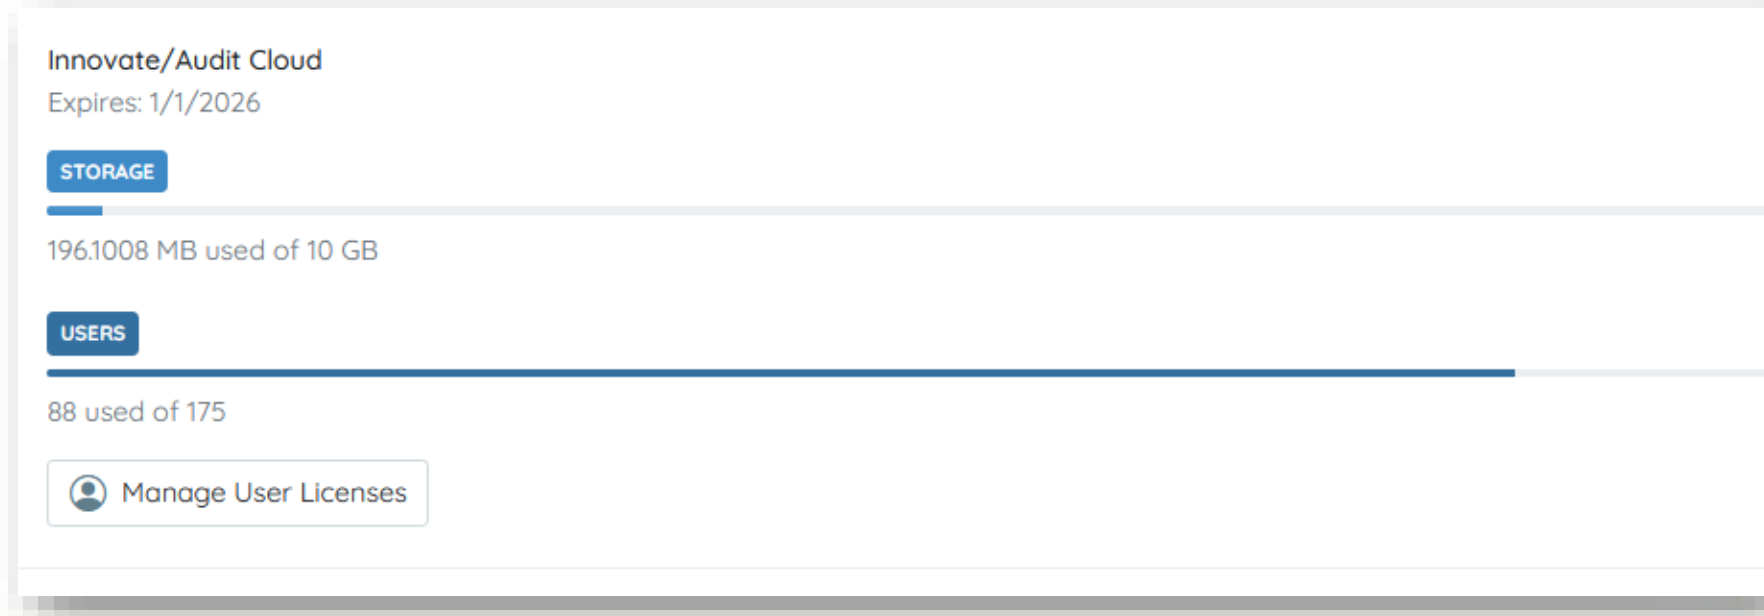 Innovate/Audit Cloud
Expires: 1/1/2026
STORAGE
196.1008 MB used of 10 GB
USERS
88 used of 175
Manage User Licenses